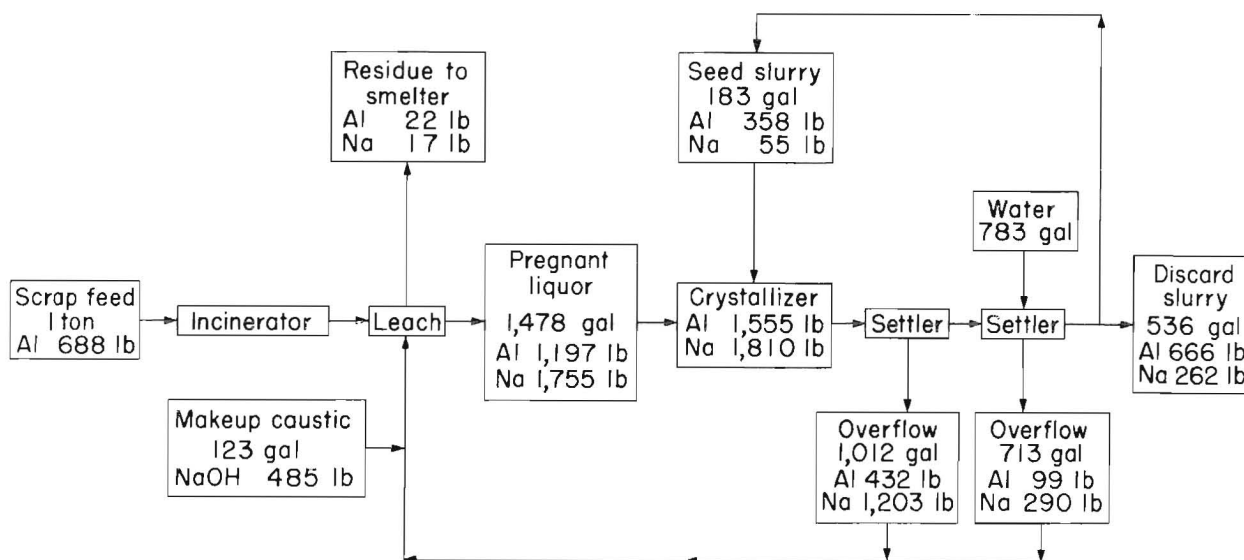 Scrap feed
1 ton
Al 688 lb
Incinerator
Leach
Residue to
smelter
Al 22 lb
Na 17 lb
Makeup caustic
123 gal
NaOH 485 lb
Pregnant
liquor
1,478 gal
Al 1,197 lb
Na 1,755 lb
Seed slurry
183 gal
Al 358 lb
Na 55 lb
Crystallizer
Al 1,555 lb
Na 1,810 lb
Settler
Overflow
1,012 gal
Al 432 lb
Na 1,203 lb
Water
783 gal
Settler
Overflow
713 gal
Al 99 lb
Na 290 lb
Discard
slurry
536 gal
Al 666 lb
Na 262 lb